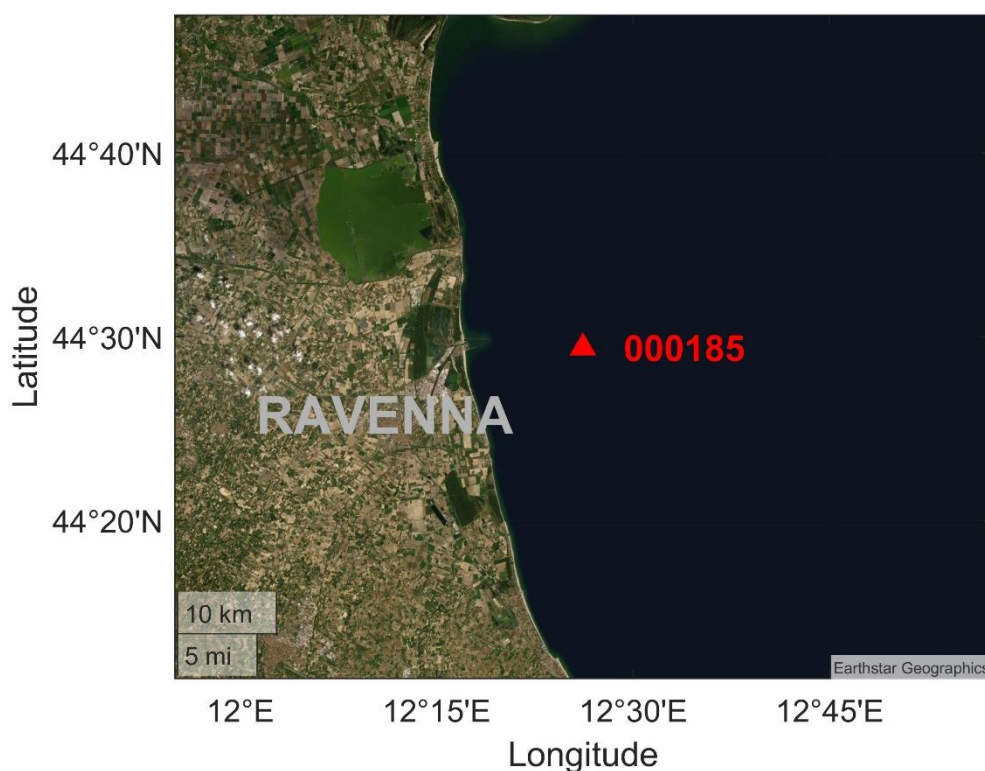 44°40'N
44°30'N
44°20'N
Latitude
000185
RAVENNA
10 km
5 mi
Earthstar Geographics
12°E
12°15'E
12°30'E
12°45'E
Longitude